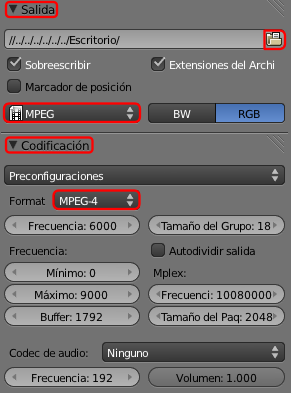 Salida
//../../../../../../Escritorio/
Sobreescribir
Extensiones del Archi
Marcador de posición
MPEG
BW
RGB
Codificación
Preconfiguraciones
Format
MPEG-4
Frecuencia: 6000
Tamaño del Grupo: 18
Frecuencia:
Autodividir salida
Mínimo: 0
Mplex:
Máximo: 9000
Frecuenci: 10080000
Buffer: 1792
Tamaño del Paq: 2048
Codec de audio:
Ninguno
Frecuencia: 192
Volumen: 1.000